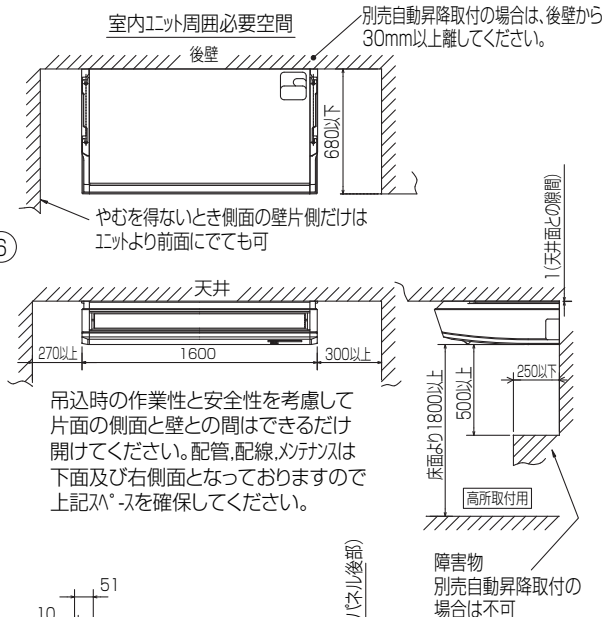 室内ユニット周囲必要空間
別売自動昇降取付の場合は、後壁から
30mm以上離してください。
後壁
680以下
やむを得ないとき側面の壁片側だけは
ユニットより前面にでても可
1(天井面との隙間)
天井
270以上
1600
300以上
床面より1800以上
500以上
250以下
高所取付用
吊込時の作業性と安全性を考慮して
片面の側面と壁との間はできるだけ
開けてください。配管,配線,メンテナンスは
下面及び右側面となっておりますので
上記スペースを確保してください。
障害物
別売自動昇降取付の
場合は不可
51
10
パネル後部)